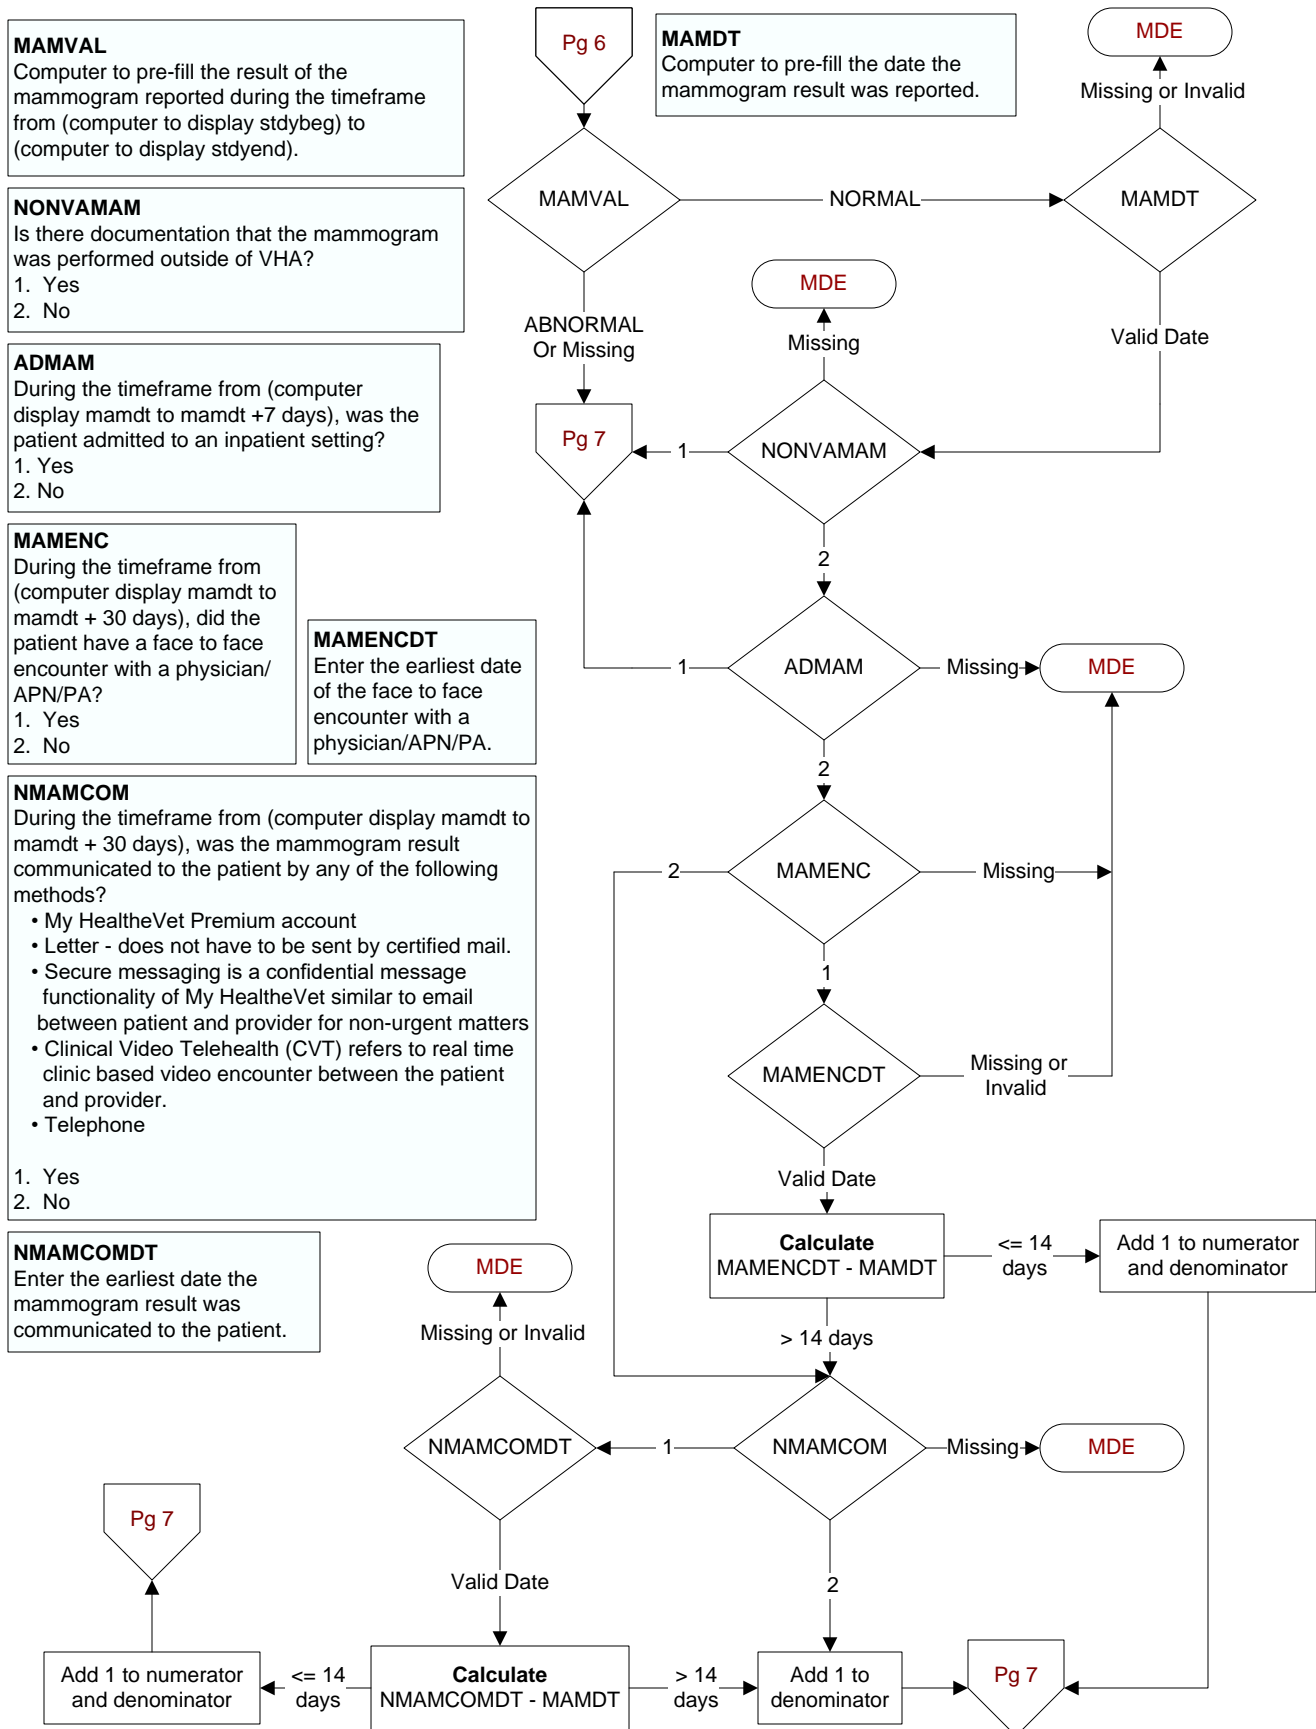 MAMVAL
Computer to pre-fill the result of the
mammogram reported during the timeframe
from (computer to display stdybeg) to
(computer to display stdyend).
NONVAMAM
Is there documentation that the mammogram
was performed outside of VHA?
1. Yes
2. No
ADMAM
During the timeframe from (computer
display mamdt to mamdt +7 days), was the
patient admitted to an inpatient setting?
1. Yes
2. No
MAMENC
During the timeframe from
(computer display mamdt to
mamdt + 30 days), did the
patient have a face to face
encounter with a physician/
APN/PA?
1. Yes
2. No
MAMENCDT
Enter the earliest date
of the face to face
encounter with a
physician/APN/PA.
NMAMCOM
During the timeframe from (computer display mamdt to
mamdt + 30 days), was the mammogram result
communicated to the patient by any of the following
methods?
• My HealtheVet Premium account
• Letter - does not have to be sent by certified mail.
• Secure messaging is a confidential message
functionality of My HealtheVet similar to email
between patient and provider for non-urgent matters
• Clinical Video Telehealth (CVT) refers to real time
clinic based video encounter between the patient
and provider.
• Telephone
1. Yes
2. No
NMAMCOMDT
Enter the earliest date the
mammogram result was
communicated to the patient.
Pg 6
MAMDT
Computer to pre-fill the date the
mammogram result was reported.
MDE
Missing or Invalid
MAMVAL
NORMAL
MAMDT
ABNORMAL
Or Missing
MDE
Missing
Valid Date
Pg 7
1
NONVAMAM
2
1
ADMAM
Missing
MDE
2
2
MAMENC
Missing
1
MAMENCDT
Missing or
Invalid
Valid Date
Calculate
MAMENCDT - MAMDT
<= 14
days
Add 1 to numerator
and denominator
> 14 days
MDE
Missing or Invalid
NMAMCOMDT
1
NMAMCOM
Missing
MDE
Pg 7
Valid Date
2
Add 1 to numerator
and denominator
<= 14
days
Calculate
NMAMCOMDT - MAMDT
> 14
days
Add 1 to
denominator
Pg 7